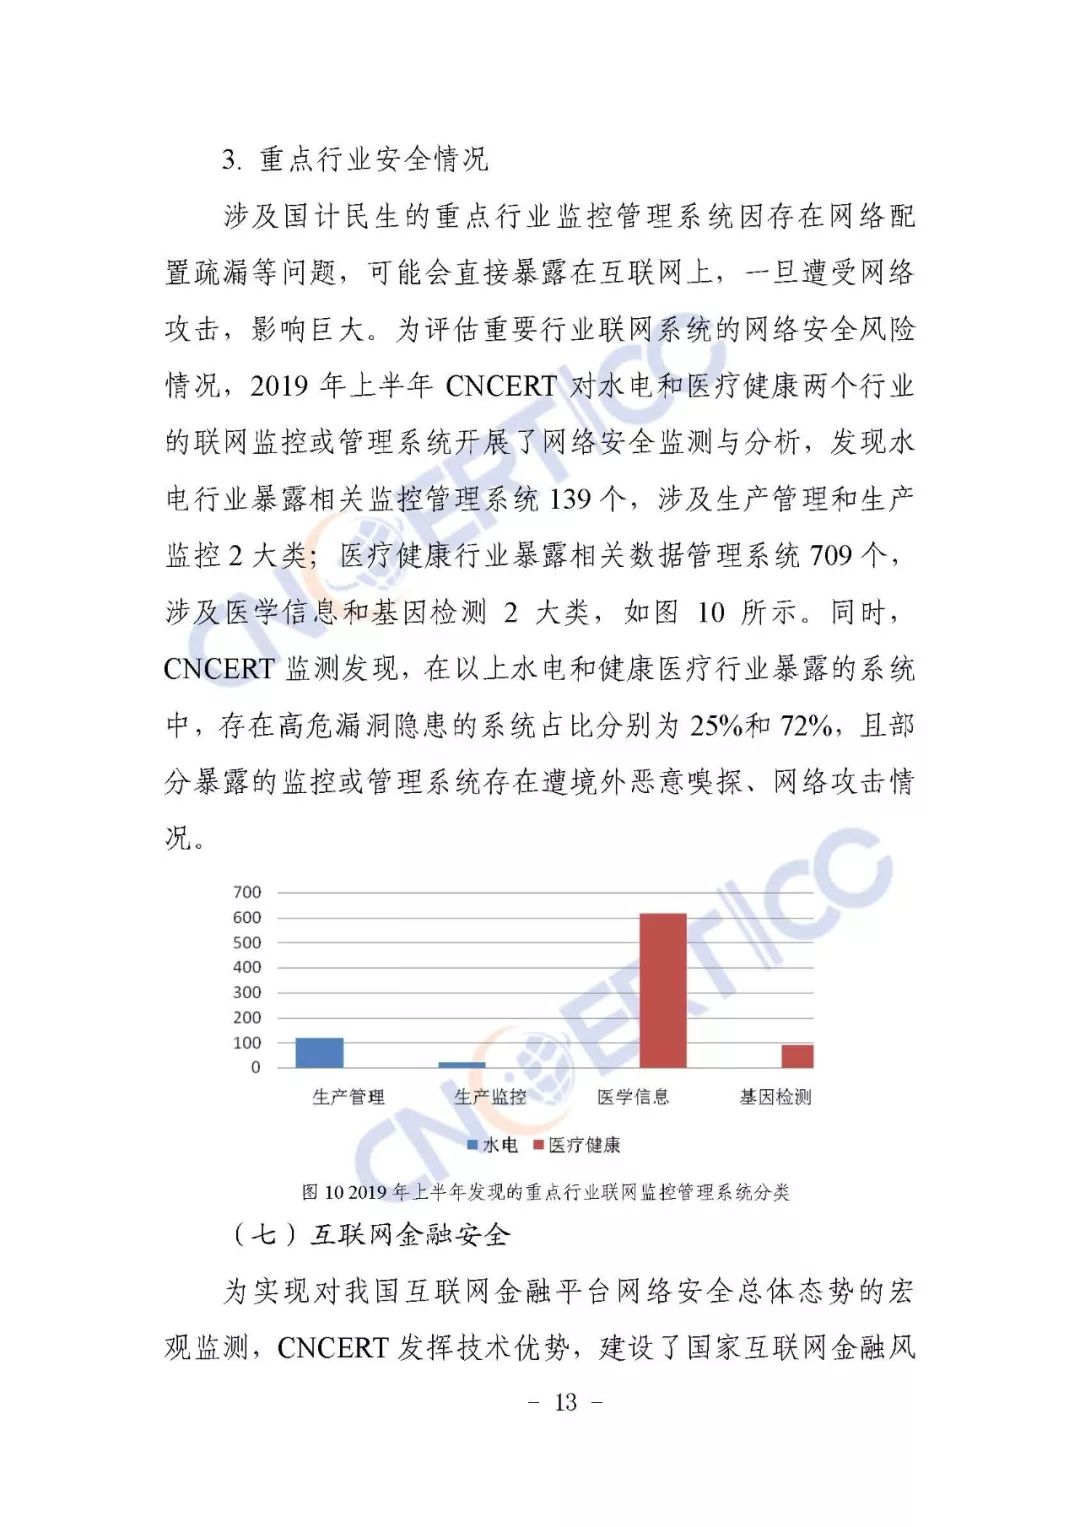 3. 重点行业安全情况
涉及国计民生的重点行业监控管理系统因存在网络配
置疏漏等问题，可能会直接暴露在互联网上，一旦遭受网络
攻击，影响巨大。为评估重要行业联网系统的网络安全风险
情况，2019 年上半年 CNCERT 对水电和医疗健康两个行业
的联网监控或管理系统开展了网络安全监测与分析，发现水
电行业暴露相关监控管理系统 139 个，涉及生产管理和生产
监控 2 大类；医疗健康行业暴露相关数据管理系统 709 个，
涉及医学信息和基因检测 2 大类，如图 10 所示。同时，
CNCERT 监测发现，在以上水电和健康医疗行业暴露的系统
中，存在高危漏洞隐患的系统占比分别为 25%和 72%，且部
分暴露的监控或管理系统存在遭境外恶意嗅探、网络攻击情
况。
CNCERT/CC
700
600
500
400
300
200
100
0
生产管理 生产监控 医学信息 基因检测
水电 医疗健康
CNCERT/CC
图 10 2019 年上半年发现的重点行业联网监控管理系统分类
（七）互联网金融安全
为实现对我国互联网金融平台网络安全总体态势的宏
观监测，CNCERT 发挥技术优势，建设了国家互联网金融风
- 13 -